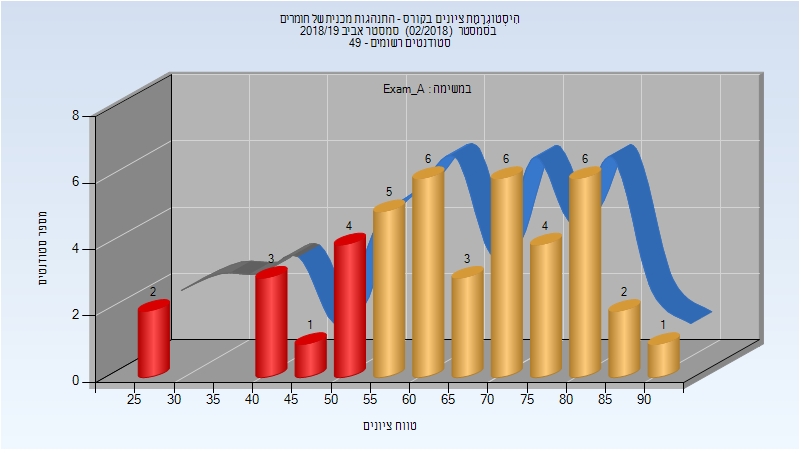 היסטוגרמת ציונים בקורס - התנהגות מכנית של חומרים
בסמסטר (02/2018) סמסטר אביב 2018/19
סטודנטים רשומים - 49
במשימה : Exam_A
מספר סטודנטים
8
6
4
2
0
2
3
1
4
5
6
3
6
4
6
2
1
25 30 35 40 45 50 55 60 65 70 75 80 85 90
טווח ציונים